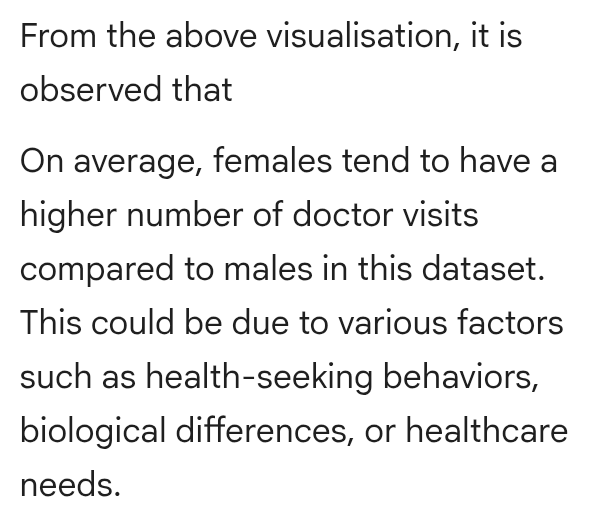 From the above visualisation, it is
observed that
On average, females tend to have a
higher number of doctor visits
compared to males in this dataset.
This could be due to various factors
such as health-seeking behaviors,
biological differences, or healthcare
needs.